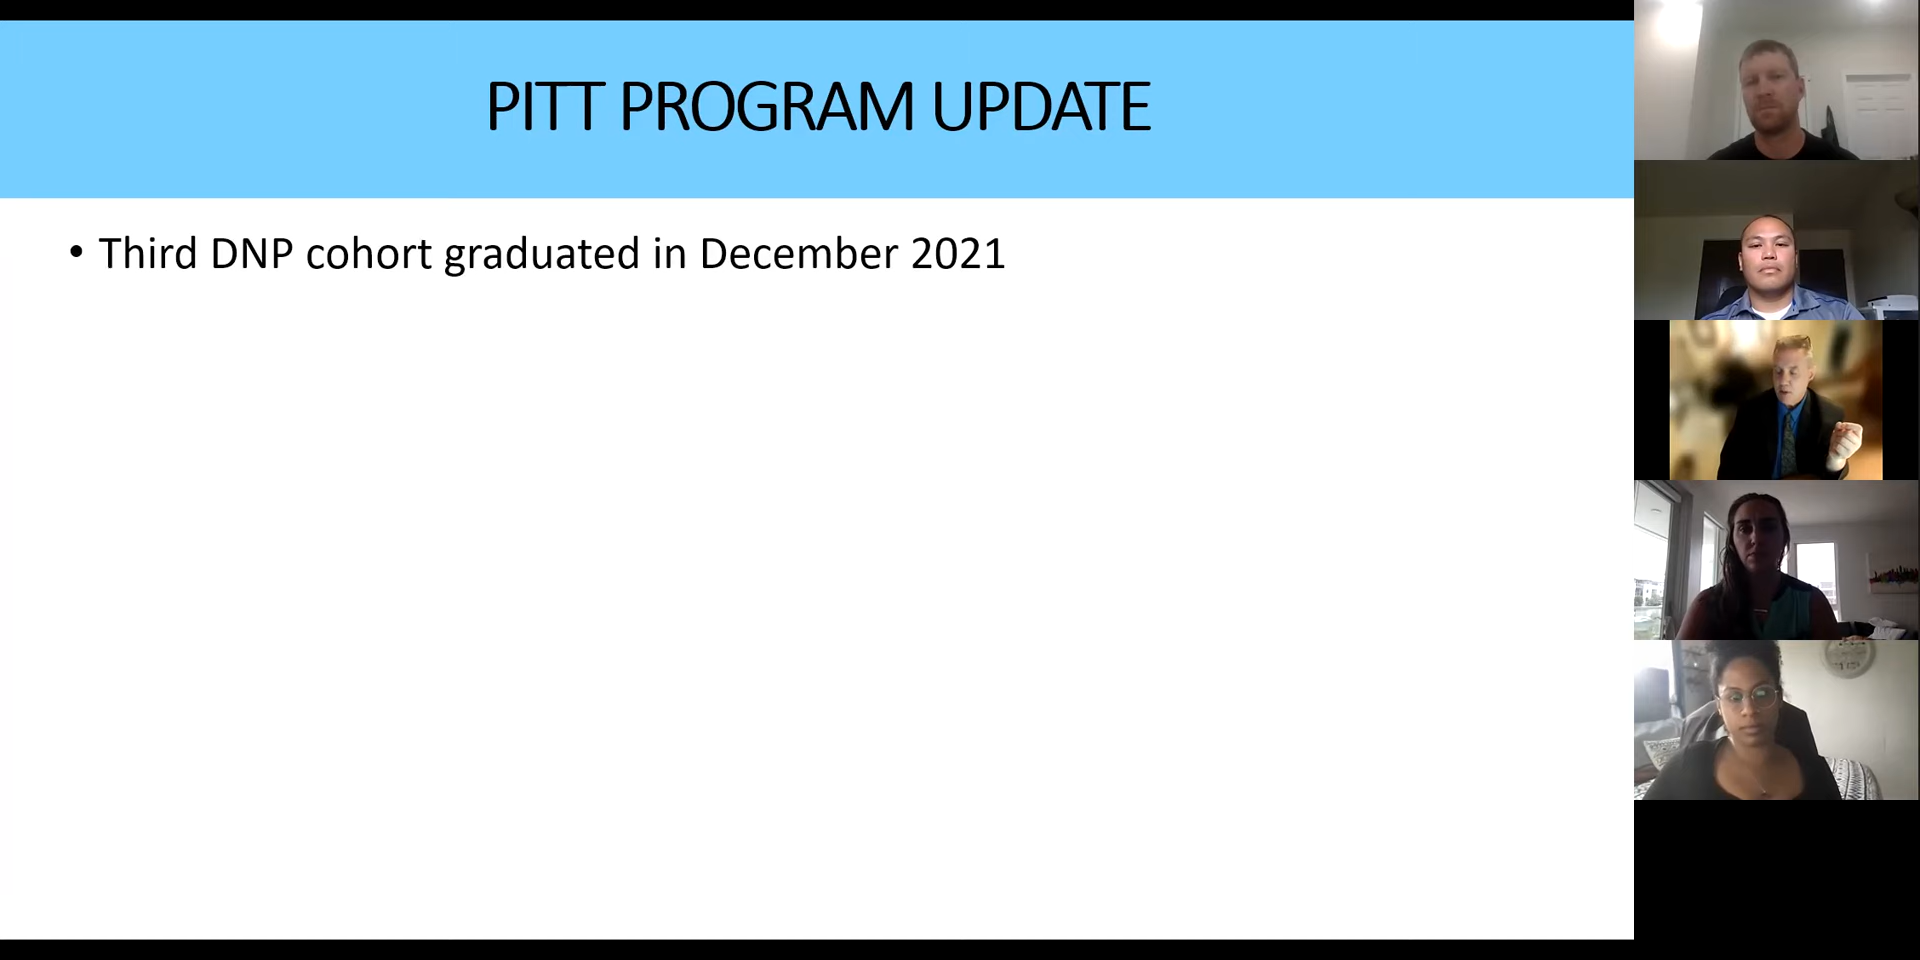 PITT PROGRAM UPDATE
• Third DNP cohort graduated in December 2021